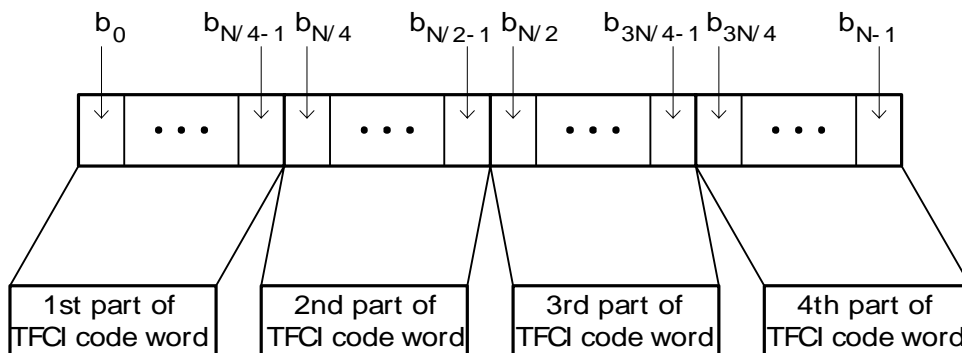 b0 bN/4-1 bN/4 bN/2-1 bN/2 b3N/4-1 b3N/4 bN-1
1st part of
TFCI code word
2nd part of
TFCI code word
3rd part of
TFCI code word
4th part of
TFCI code word